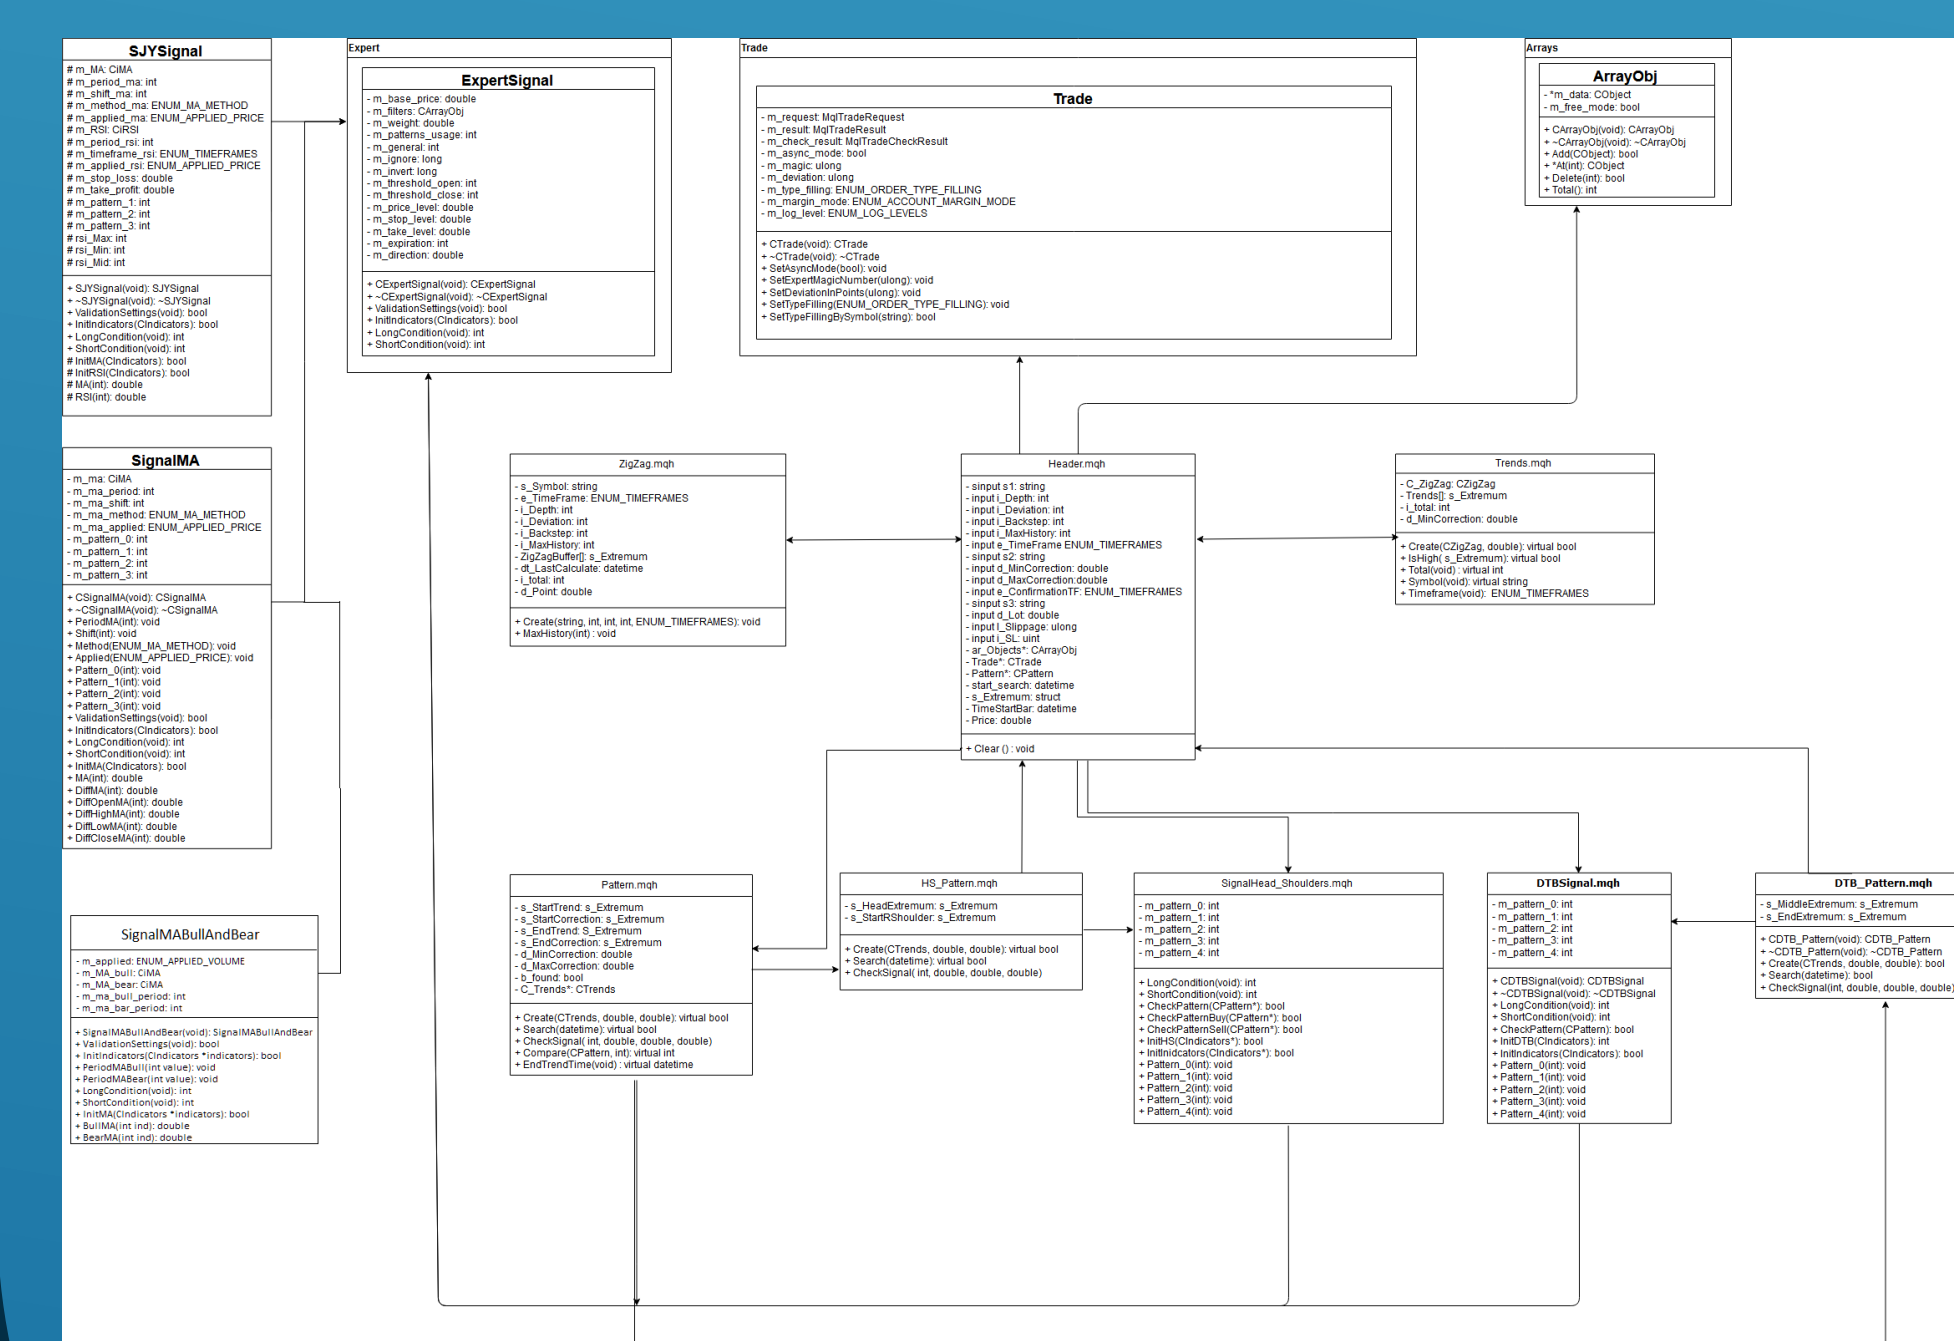 SJYSignal
# m_MA: CiMA
# m_period_ma: int
# m_shift_ma: int
# m_method_ma: ENUM_MA_METHOD
# m_applied_ma: ENUM_APPLIED_PRICE
# m_RSI: CiRSI
# m_period_rsi: int
# m_timeframe_rsi: ENUM_TIMEFRAMES
# m_applied_rsi: ENUM_APPLIED_PRICE
# m_stop_loss: double
# m_take_profit: double
# m_pattern_1: int
# m_pattern_2: int
# m_pattern_3: int
# rsi_Max: int
# rsi_Min: int
# rsi_Mid: int
+ SJYSignal(void): SJYSignal
+ ~SJYSignal(void): ~SJYSignal
+ ValidationSettings(void): bool
+ InitIndicators(CIndicators): bool
+ LongCondition(void): int
+ ShortCondition(void): int
# InitMA(CIndicators): bool
# InitRSI(CIndicators): bool
# MA(int): double
# RSI(int): double
Expert
ExpertSignal
- m_base_price: double
- m_filters: CArrayObj
- m_weight: double
- m_patterns_usage: int
- m_general: int
- m_ignore: long
- m_invert: long
- m_threshold_open: int
- m_threshold_close: int
- m_price_level: double
- m_stop_level: double
- m_take_level: double
- m_expiration: int
- m_direction: double
+ CExpertSignal(void): CExpertSignal
+ ~CExpertSignal(void): ~CExpertSignal
+ ValidationSettings(void): bool
+ InitIndicators(CIndicators): bool
+ LongCondition(void): int
+ ShortCondition(void): int
Trade
Trade
- m_request: MqlTradeRequest
- m_result: MqlTradeResult
- m_check_result: MqlTradeCheckResult
- m_async_mode: bool
- m_magic: ulong
- m_deviation: ulong
- m_type_filling: ENUM_ORDER_TYPE_FILLING
- m_margin_mode: ENUM_ACCOUNT_MARGIN_MODE
- m_log_level: ENUM_LOG_LEVELS
+ CTrade(void): CTrade
+ ~CTrade(void): ~CTrade
+ SetAsyncMode(bool): void
+ SetExpertMagicNumber(ulong): void
+ SetDeviationInPoints(ulong): void
+ SetTypeFilling(ENUM_ORDER_TYPE_FILLING): void
+ SetTypeFillingBySymbol(string): bool
Arrays
ArrayObj
- *m_data: CObject
- m_free_mode: bool
+ CArrayObj(void): CArrayObj
+ ~CArrayObj(void): ~CArrayObj
+ Add(CObject): bool
+ *At(int): CObject
+ Delete(int): bool
+ Total(): int
SignalMA
- m_ma: CiMA
- m_ma_period: int
- m_ma_shift: int
- m_ma_method: ENUM_MA_METHOD
- m_ma_applied: ENUM_APPLIED_PRICE
- m_pattern_0: int
- m_pattern_1: int
- m_pattern_2: int
- m_pattern_3: int
+ CSignalMA(void): CSignalMA
+ ~CSignalMA(void): ~CSignalMA
+ PeriodMA(int): void
+ Shift(int): void
+ Method(ENUM_MA_METHOD): void
+ Applied(ENUM_APPLIED_PRICE): void
+ Pattern_0(int): void
+ Pattern_1(int): void
+ Pattern_2(int): void
+ Pattern_3(int): void
+ ValidationSettings(void): bool
+ InitIndicators(CIndicators): bool
+ LongCondition(void): int
+ ShortCondition(void): int
+ InitMA(CIndicators): bool
+ MA(int): double
+ DiffMA(int): double
+ DiffOpenMA(int): double
+ DiffHighMA(int): double
+ DiffLowMA(int): double
+ DiffCloseMA(int): double
ZigZag.mqh
- s_Symbol: string
- e_TimeFrame: ENUM_TIMEFRAMES
- i_Depth: int
- i_Deviation: int
- i_Backstep: int
- i_MaxHistory: int
- ZigZagBuffer[]: s_Extremum
- dt_LastCalculate: datetime
- i_total: int
- d_Point: double
+ Create(string, int, int, int, ENUM_TIMEFRAMES): void
+ MaxHistory(int) : void
Header.mqh
- sinput s1: string
- input i_Depth: int
- input i_Deviation: int
- input i_Backstep: int
- input i_MaxHistory: int
- input e_TimeFrame ENUM_TIMEFRAMES
- sinput s2: string
- input d_MinCorrection: double
- input d_MaxCorrection:double
- input e_ConfirmationTF: ENUM_TIMEFRAMES
- sinput s3: string
- input d_Lot: double
- input l_Slippage: ulong
- input i_SL: uint
- ar_Objects*: CArrayObj
- Trade*: CTrade
- Pattern*: CPattern
- start_search: datetime
- s_Extremum: struct
- TimeStartBar: datetime
- Price: double
+ Clear () : void
Trends.mqh
- C_ZigZag: CZigZag
- Trends[]: s_Extremum
- i_total: int
- d_MinCorrection: double
+ Create(CZigZag, double): virtual bool
+ IsHigh( s_Extremum): virtual bool
+ Total(void) : virtual int
+ Symbol(void): virtual string
+ Timeframe(void): ENUM_TIMEFRAMES
SignalMABullAndBear
- m_applied: ENUM_APPLIED_VOLUME
- m_MA_bull: CiMA
- m_MA_bear: CiMA
- m_ma_bull_period: int
- m_ma_bar_period: int
+ SignalMABullAndBear(void): SignalMABullAndBear
+ ValidationSettings(void): bool
+ InitIndicators(CIndicators *indicators): bool
+ PeriodMABull(int value): void
+ PeriodMABear(int value): void
+ LongCondition(void): int
+ ShortCondition(void): int
+ InitMA(CIndicators *indicators): bool
+ BullMA(int ind): double
+ BearMA(int ind): double
Pattern.mqh
- s_StartTrend: s_Extremum
- s_StartCorrection: s_Extremum
- s_EndTrend: S_Extremum
- s_EndCorrection: s_Extremum
- d_MinCorrection: double
- d_MaxCorrection: double
- b_found: bool
- C_Trends*: CTrends
+ Create(CTrends, double, double): virtual bool
+ Search(datetime): virtual bool
+ CheckSignal( int, double, double, double)
+ Compare(CPattern, int): virtual int
+ EndTrendTime(void) : virtual datetime
HS_Pattern.mqh
- s_HeadExtremum: s_Extremum
- s_StartRShoulder: s_Extremum
+ Create(CTrends, double, double): virtual bool
+ Search(datetime): virtual bool
+ CheckSignal( int, double, double, double)
SignalHead_Shoulders.mqh
- m_pattern_0: int
- m_pattern_1: int
- m_pattern_2: int
- m_pattern_3: int
- m_pattern_4: int
+ LongCondition(void): int
+ ShortCondition(void): int
+ CheckPattern(CPattern*): bool
+ CheckPatternBuy(CPattern*): bool
+ CheckPatternSell(CPattern*): bool
+ InitHS(CIndicators*): bool
+ InitInidcators(CIndicators*): bool
+ Pattern_0(int): void
+ Pattern_1(int): void
+ Pattern_2(int): void
+ Pattern_3(int): void
+ Pattern_4(int): void
DTBSignal.mqh
- m_pattern_0: int
- m_pattern_1: int
- m_pattern_2: int
- m_pattern_3: int
- m_pattern_4: int
+ CDTBSignal(void): CDTBSignal
+ ~CDTBSignal(void): ~CDTBSignal
+ LongCondition(void): int
+ ShortCondition(void): int
+ CheckPattern(CPattern): bool
+ InitDTB(CIndicators): int
+ InitIndicators(CIndicators): bool
+ Pattern_0(int): void
+ Pattern_1(int): void
+ Pattern_2(int): void
+ Pattern_3(int): void
+ Pattern_4(int): void
DTB_Pattern.mqh
- s_MiddleExtremum: s_Extremum
- s_EndExtremum: s_Extremum
+ CDTB_Pattern(void): CDTB_Pattern
+ ~CDTB_Pattern(void): ~CDTB_Pattern
+ Create(CTrends, double, double): bool
+ Search(datetime): bool
+ CheckSignal(int, double, double, double)